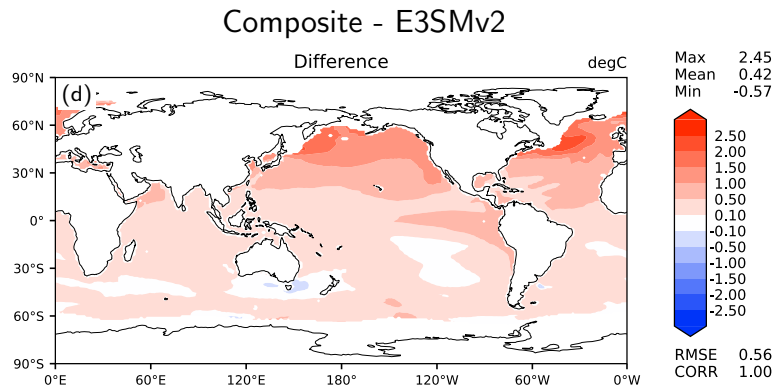 Composite - E3SMv2
Difference
degC
Max 2.45
Mean 0.42
Min -0.57
(d)
90°N
60°N
30°N
0°
30°S
60°S
90°S
0°E 60°E 120°E 180° 120°W 60°W 0°W
2.50
2.00
1.50
1.00
0.50
0.10
-0.10
-0.50
-1.00
-1.50
-2.00
-2.50
RMSE 0.56
CORR 1.00